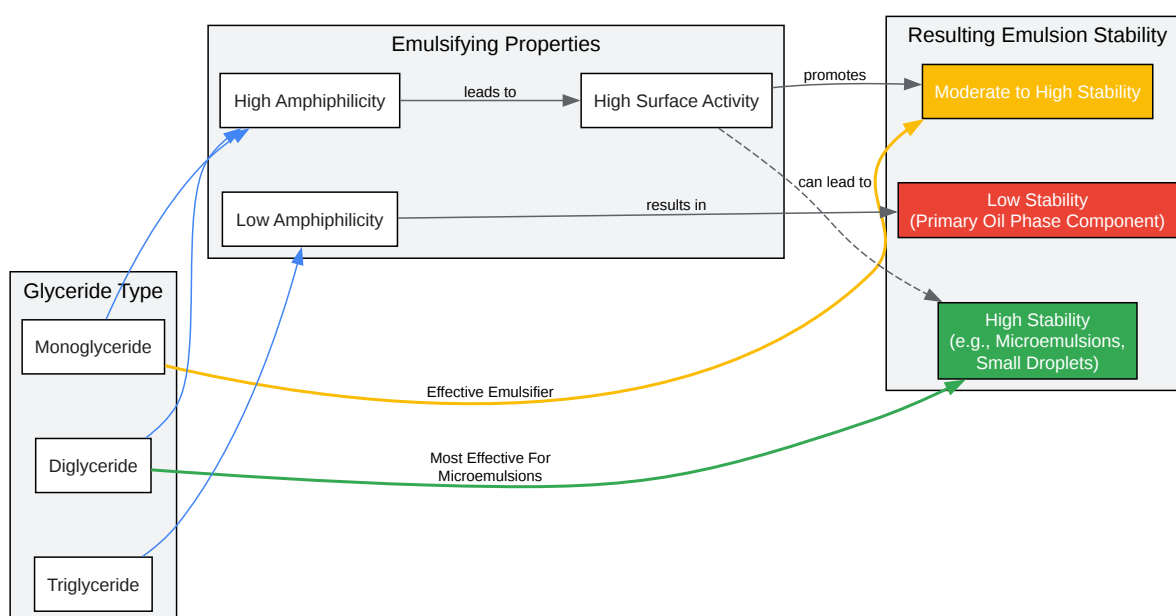 Emulsifying Properties
High Amphiphilicity
leads to
High Surface Activity
Low Amphiphilicity
results in
promotes
can lead to
Resulting Emulsion Stability
Moderate to High Stability
Low Stability
(Primary Oil Phase Component)
High Stability
(e.g., Microemulsions,
Small Droplets)
Glyceride Type
Monoglyceride
Diglyceride
Triglyceride
Effective Emulsifier
Most Effective For
Microemulsions